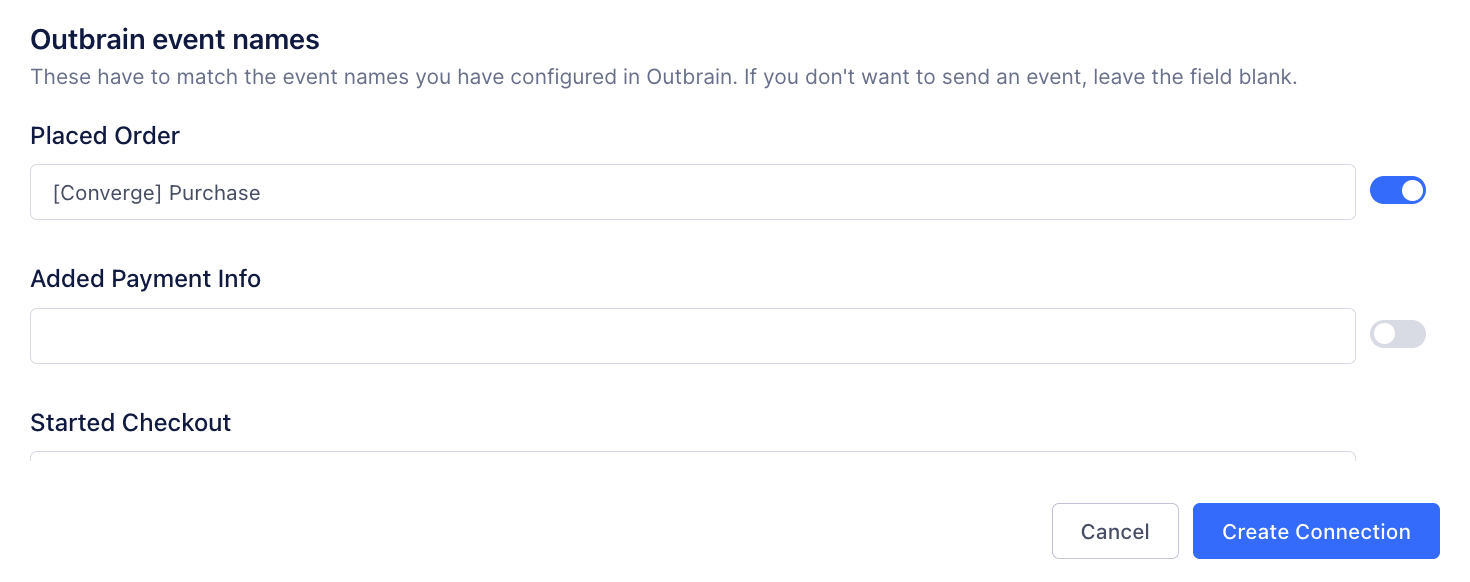 Outbrain event names
These have to match the event names you have configured in Outbrain. If you don't want to send an event, leave the field blank.
Placed Order
[Converge] Purchase
Added Payment Info
Started Checkout
Cancel
Create Connection